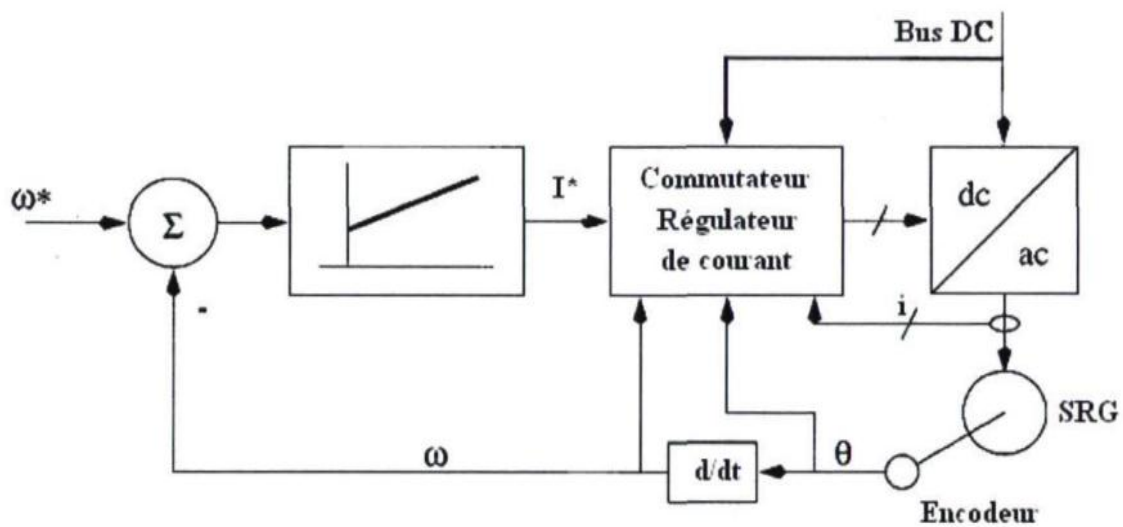 Bus DC
ω*
Σ
-
I*
Commutateur
Régulateur
de courant
dc
ac
i
SRG
ω
d/dt
θ
Encodeur